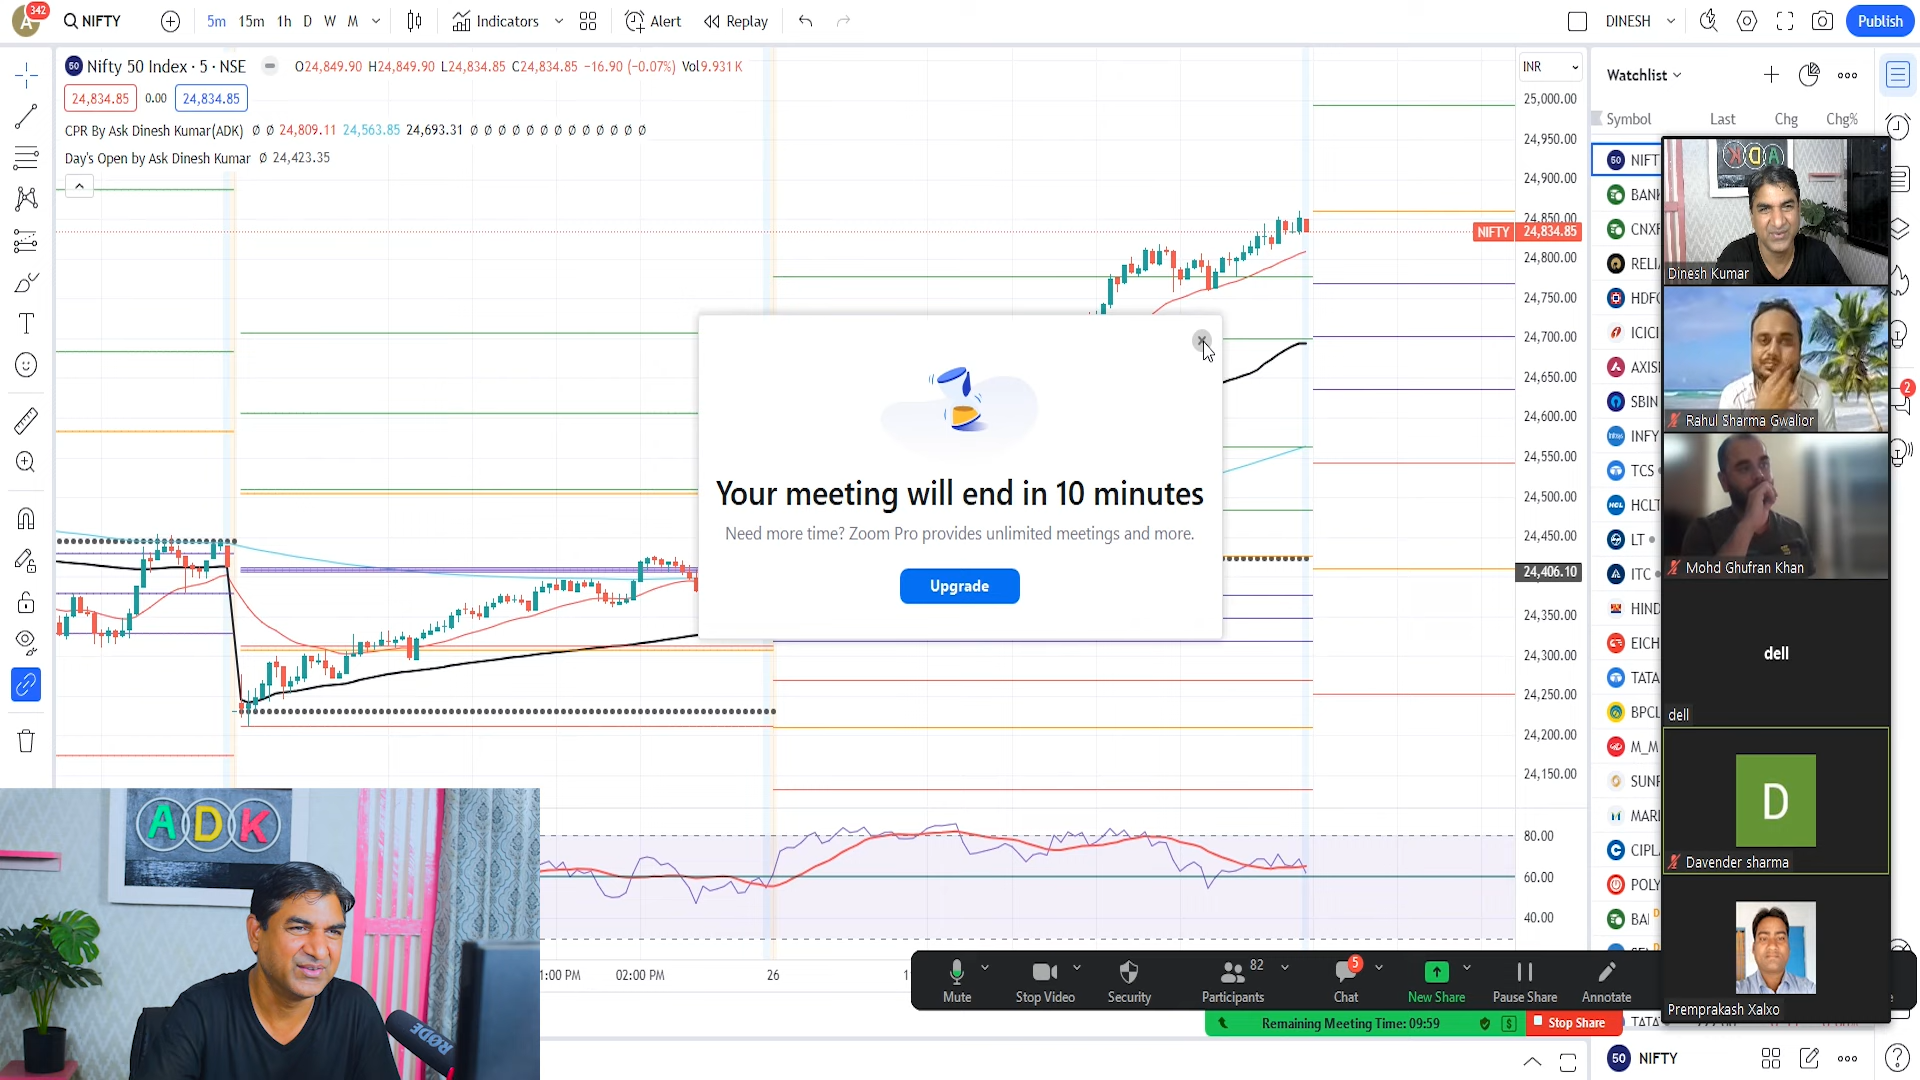 342
NIFTY
5m 15m 1h D W M
Indicators
Alert
Replay
DINESH
Publish
50 Nifty 50 Index · 5 · NSE
O24,849.90 H24,849.90 L24,834.85 C24,834.85 −16.90 (−0.07%) Vol9.931 K
24,834.85 0.00 24,834.85
CPR By Ask Dinesh Kumar(ADK) Ø Ø 24,809.11 24,563.85 24,693.31 Ø Ø Ø Ø Ø Ø Ø Ø Ø Ø Ø Ø Ø
Day's Open by Ask Dinesh Kumar Ø 24,423.35
INR
25,000.00
24,950.00
24,900.00
24,850.00
NIFTY 24,834.85
24,800.00
24,750.00
24,700.00
24,650.00
24,600.00
24,550.00
24,500.00
24,450.00
24,406.10
24,350.00
24,300.00
24,250.00
24,200.00
24,150.00
80.00
60.00
40.00
Your meeting will end in 10 minutes
Need more time? Zoom Pro provides unlimited meetings and more.
Upgrade
1:00 PM 02:00 PM 26
Watchlist
Symbol Last Chg Chg%
50 NIFT
BANK
CNXF
RELI
HDFC
ICICI
AXISI
SBIN
INFY
TCS
HCLT
LT
ITC
HIND
EICH
TATA
BPCL
M_M
SUNF
MARI
CIPL
POLY
BAI
TATA
50 NIFTY
2
ADK
Dinesh Kumar
Rahul Sharma Gwalior
Mohd Ghufran Khan
dell
dell
D
Davender sharma
Premprakash Xalxo
82
5
Mute
Stop Video
Security
Participants
Chat
New Share
Pause Share
Annotate
Remaining Meeting Time: 09:59
Stop Share
ADK
RØDE